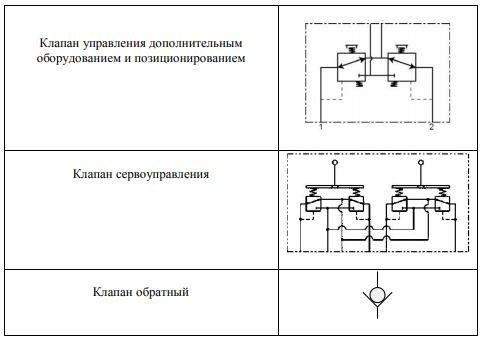 Клапан управления дополнительным
оборудованием и позиционированием
1 2
Клапан сервоуправления
Клапан обратный